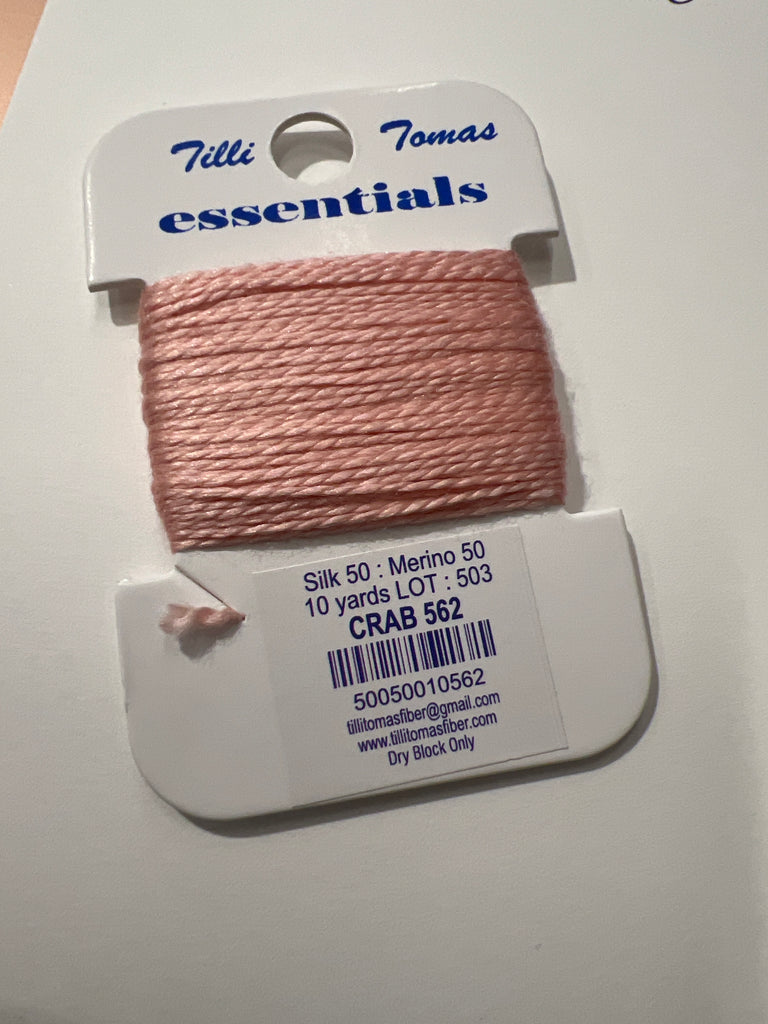 Tilli Tomas
essentials
Silk 50 : Merino 50
10 yards LOT : 503
CRAB 562
50050010562
tillitomasfiber@gmail.com
www.tillitomasfiber.com
Dry Block Only